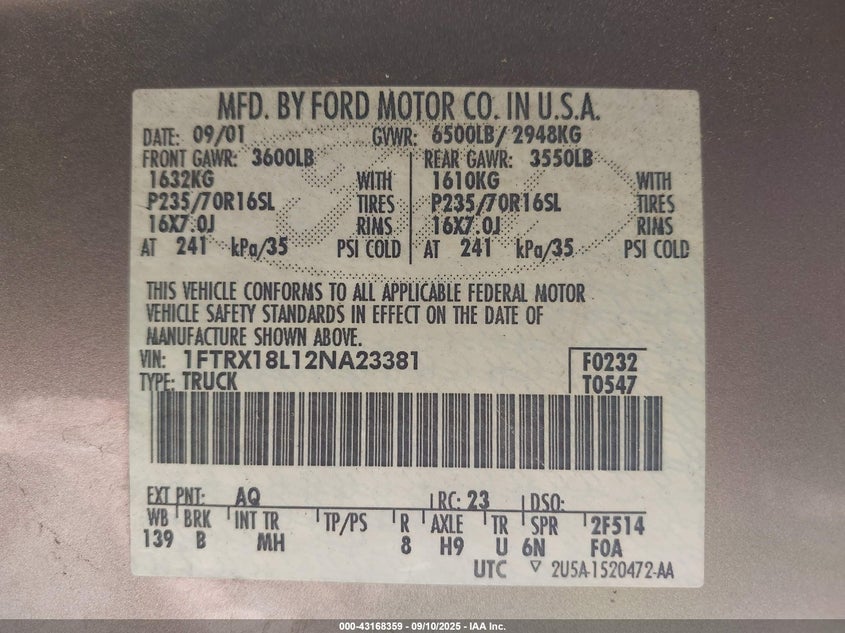 MFD. BY FORD MOTOR CO. IN U.S.A.
DATE: 09/01 GVWR: 6500LB/ 2948KG
FRONT GAWR: 3600LB REAR GAWR: 3550LB
1632KG WITH 1610KG WITH
P235/70R16SL TIRES P235/70R16SL TIRES
16X7.0J RIMS 16X7.0J RIMS
AT 241 kPa/35 PSI COLD AT 241 kPa/35 PSI COLD
THIS VEHICLE CONFORMS TO ALL APPLICABLE FEDERAL MOTOR
VEHICLE SAFETY STANDARDS IN EFFECT ON THE DATE OF
MANUFACTURE SHOWN ABOVE.
VIN: 1FTRX18L12NA23381 F0232
TYPE: TRUCK T0547
EXT PNT: AQ RC: 23 DSO:
WB BRK INT TR TP/PS R AXLE TR SPR 2F514
139 B MH 8 H9 U 6N F0A
UTC ▽ 2U5A-1520472-AA
000-43168359 - 09/10/2025 - IAA Inc.